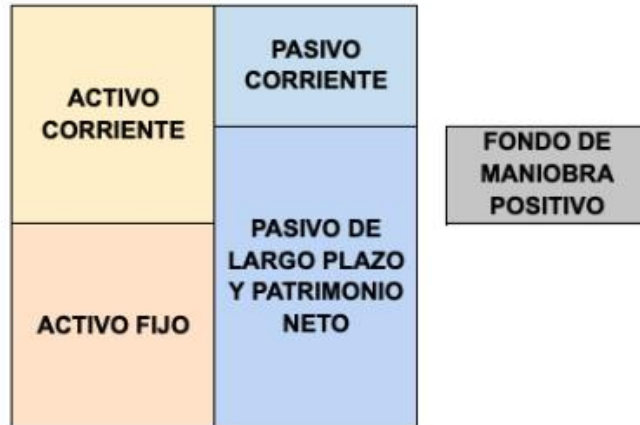 ACTIVO
CORRIENTE
PASIVO
CORRIENTE
FONDO DE
MANIOBRA
POSITIVO
ACTIVO FIJO
PASIVO DE
LARGO PLAZO
Y PATRIMONIO
NETO